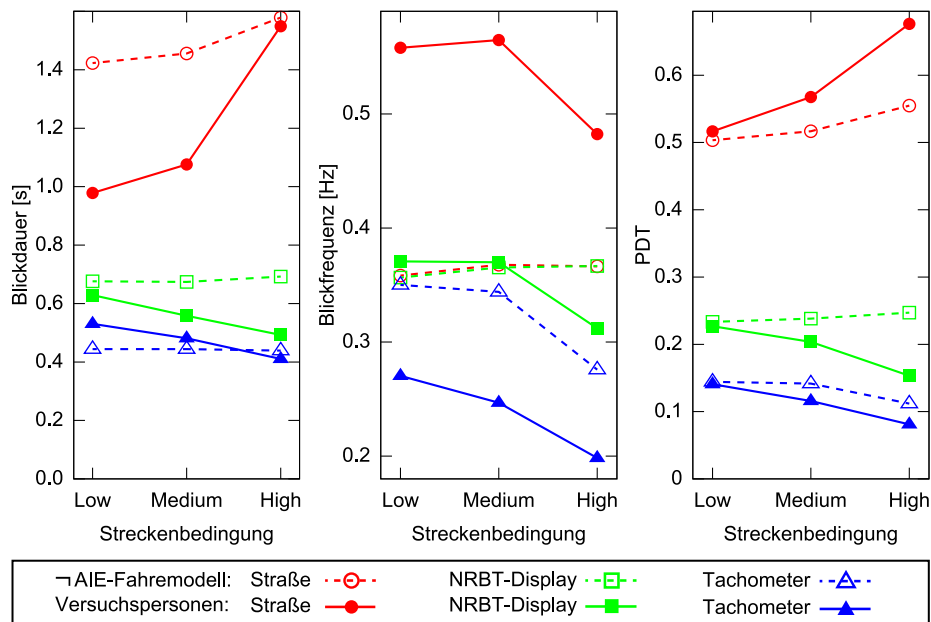 Blickdauer [s]
1.4
1.2
1.0
0.8
0.6
0.4
0.2
0.0
Low Medium High
Streckenbedingung
Blickfrequenz [Hz]
0.5
0.4
0.3
0.2
Low Medium High
Streckenbedingung
PDT
0.6
0.5
0.4
0.3
0.2
0.1
0
Low Medium High
Streckenbedingung
¬AIE-Fahremodell: Straße NRBT-Display Tachometer
Versuchspersonen: Straße NRBT-Display Tachometer